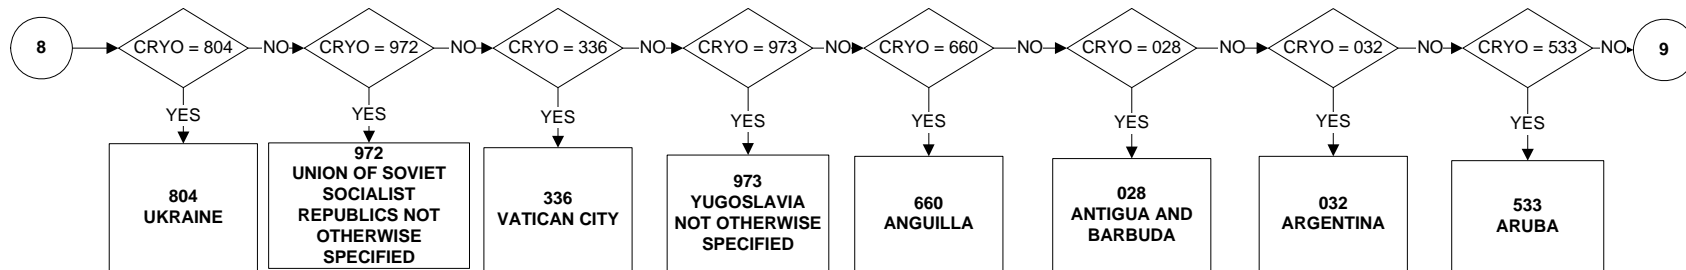 8
CRYO = 804
NO
CRYO = 972
NO
CRYO = 336
NO
CRYO = 973
NO
CRYO = 660
NO
CRYO = 028
NO
CRYO = 032
NO
CRYO = 533
NO
9
YES
YES
YES
YES
YES
YES
YES
YES
804
UKRAINE
972
UNION OF SOVIET
SOCIALIST
REPUBLICS NOT
OTHERWISE
SPECIFIED
336
VATICAN CITY
973
YUGOSLAVIA
NOT OTHERWISE
SPECIFIED
660
ANGUILLA
028
ANTIGUA AND
BARBUDA
032
ARGENTINA
533
ARUBA